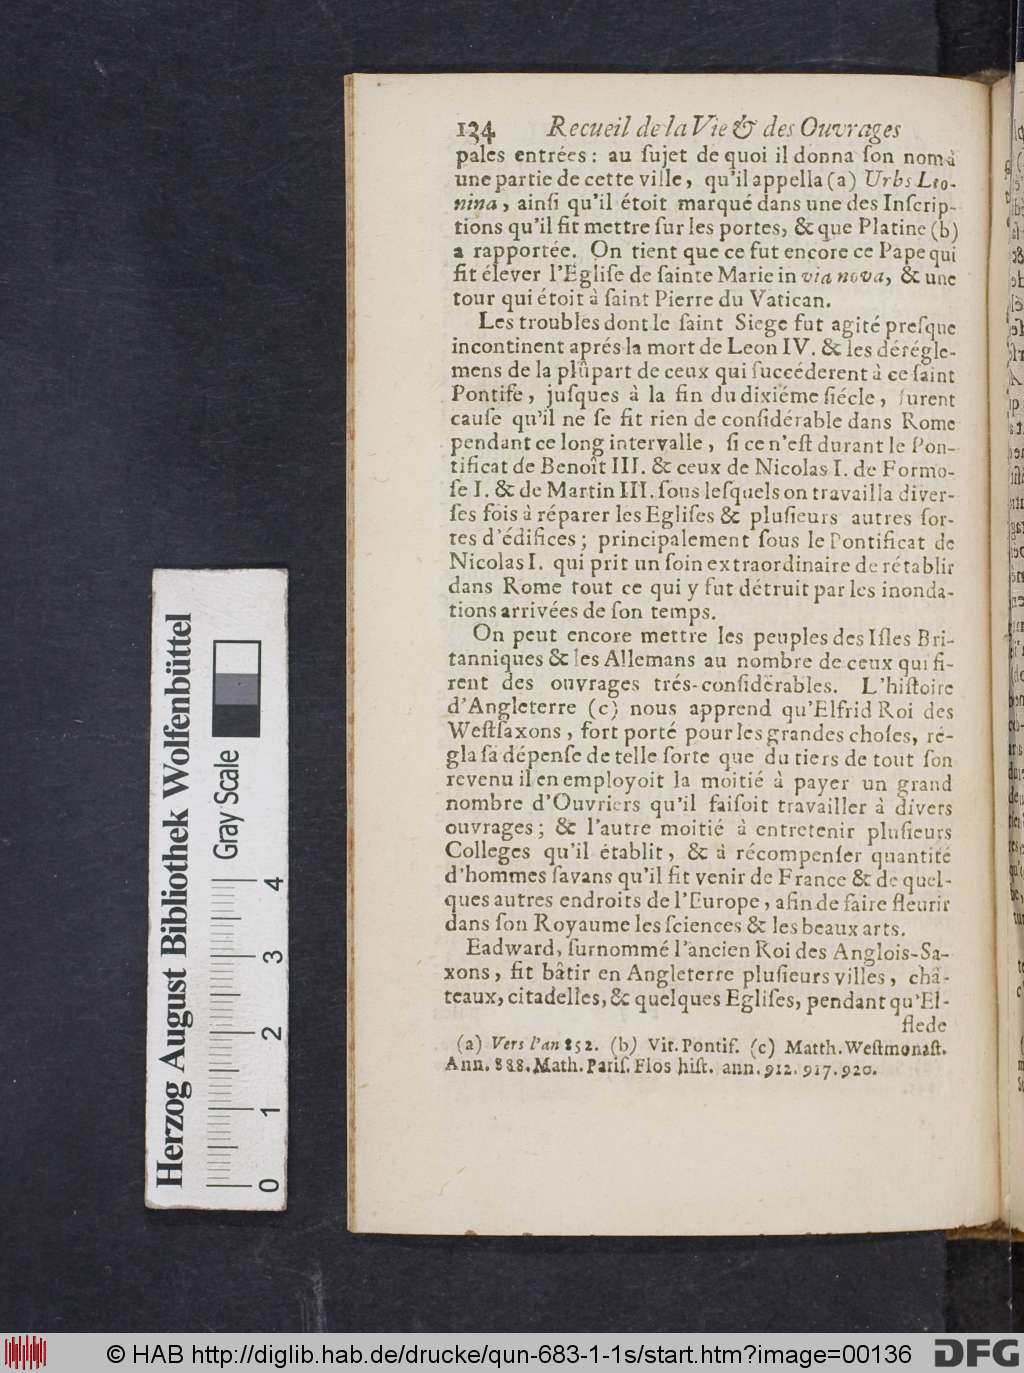 134 Recueil de la Vie & des Ouvrages
pales entrées : au ſujet de quoi il donna ſon nom à
une partie de cette ville, qu'il appella (a) Urbs Leo-
nina, ainſi qu'il étoit marqué dans une des Inſcrip-
tions qu'il fit mettre ſur les portes, & que Platine (b)
a rapportée. On tient que ce fut encore ce Pape qui
fit élever l'Egliſe de ſainte Marie in via nova, & une
tour qui étoit à ſaint Pierre du Vatican.
Les troubles dont le ſaint Siege fut agité preſque
incontinent aprés la mort de Leon IV. & les dérégle-
mens de la plûpart de ceux qui ſuccéderent à ce ſaint
Pontife, juſques à la fin du dixiéme ſiécle, furent
cauſe qu'il ne ſe fit rien de conſidérable dans Rome
pendant ce long intervalle, ſi ce n'eſt durant le Pon-
tificat de Benoît III. & ceux de Nicolas I. de Formo-
ſe I. & de Martin III. ſous leſquels on travailla diver-
ſes fois à réparer les Egliſes & pluſieurs autres ſor-
tes d'édifices ; principalement ſous le Pontificat de
Nicolas I. qui prit un ſoin extraordinaire de rétablir
dans Rome tout ce qui y fut détruit par les inonda-
tions arrivées de ſon temps.
On peut encore mettre les peuples des Iſles Bri-
tanniques & les Allemans au nombre de ceux qui fi-
rent des ouvrages trés-conſidérables. L'hiſtoire
d'Angleterre (c) nous apprend qu'Elfrid Roi des
Weſtſaxons, fort porté pour les grandes choſes, ré-
gla ſa dépenſe de telle ſorte que du tiers de tout ſon
revenu il en employoit la moitié à payer un grand
nombre d'Ouvriers qu'il faiſoit travailler à divers
ouvrages ; & l'autre moitié à entretenir pluſieurs
Colleges qu'il établit, & à récompenſer quantité
d'hommes ſavans qu'il fit venir de France & de quel-
ques autres endroits de l'Europe, afin de faire fleurir
dans ſon Royaume les ſciences & les beaux arts.
Eadward, ſurnommé l'ancien Roi des Anglois-Sa-
xons, fit bâtir en Angleterre pluſieurs villes, châ-
teaux, citadelles, & quelques Egliſes, pendant qu'El-
flede
(a) Vers l'an 852. (b) Vit. Pontif. (c) Matth. Weſtmonaſt.
Ann. 888. Math. Pariſ. Flos hiſt. ann. 912. 917. 920.
Herzog August Bibliothek Wolfenbüttel
Gray Scale
0 1 2 3 4
© HAB http://diglib.hab.de/drucke/qun-683-1-1s/start.htm?image=00136
DFG